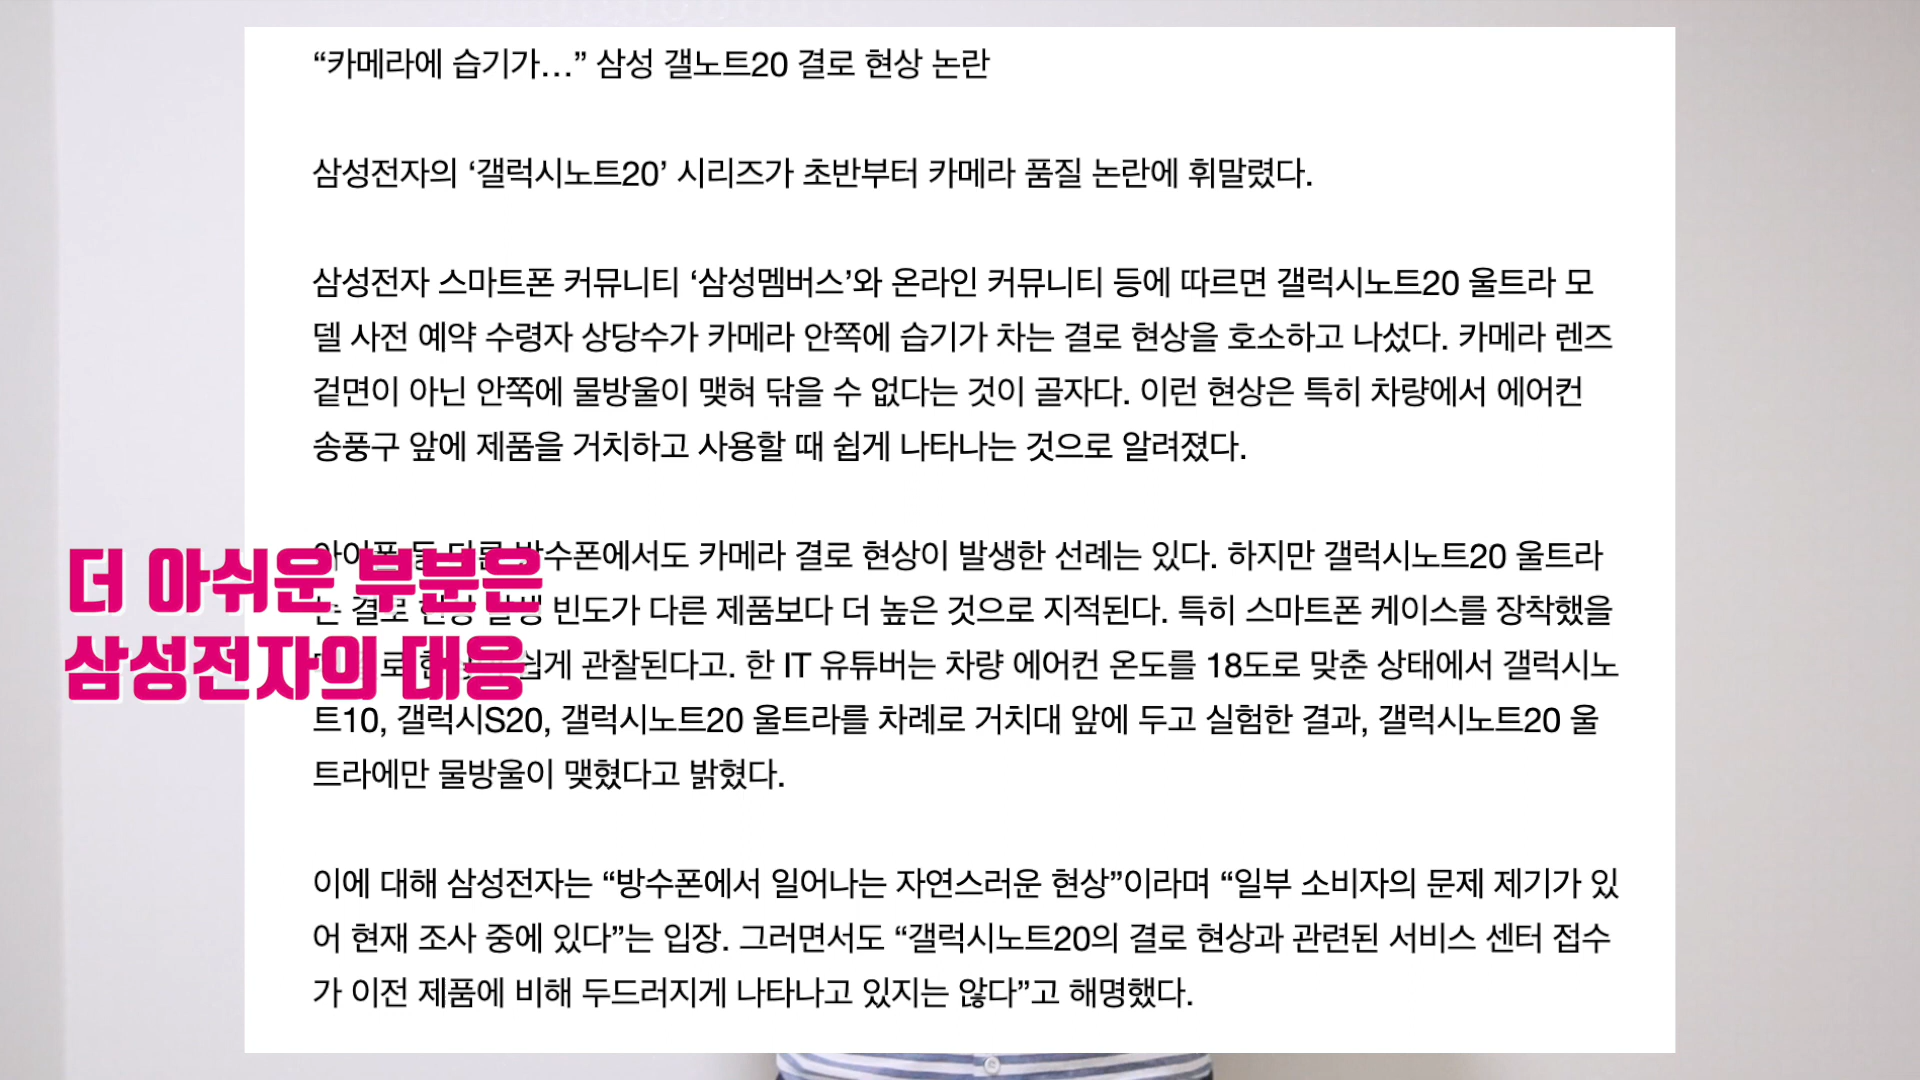 “카메라에 습기가...” 삼성 갤노트20 결로 현상 논란
삼성전자의 ‘갤럭시노트20’ 시리즈가 초반부터 카메라 품질 논란에 휘말렸다.
삼성전자 스마트폰 커뮤니티 ‘삼성멤버스’와 온라인 커뮤니티 등에 따르면 갤럭시노트20 울트라 모
델 사전 예약 수령자 상당수가 카메라 안쪽에 습기가 차는 결로 현상을 호소하고 나섰다. 카메라 렌즈
겉면이 아닌 안쪽에 물방울이 맺혀 닦을 수 없다는 것이 골자다. 이런 현상은 특히 차량에서 에어컨
송풍구 앞에 제품을 거치하고 사용할 때 쉽게 나타나는 것으로 알려졌다.
더 아쉬운 부분은
삼성전자의 대응
방수폰에서도 카메라 결로 현상이 발생한 선례는 있다. 하지만 갤럭시노트20 울트라
빈도가 다른 제품보다 더 높은 것으로 지적된다. 특히 스마트폰 케이스를 장착했을
쉽게 관찰된다고. 한 IT 유튜버는 차량 에어컨 온도를 18도로 맞춘 상태에서 갤럭시노
트10, 갤럭시S20, 갤럭시노트20 울트라를 차례로 거치대 앞에 두고 실험한 결과, 갤럭시노트20 울
트라에만 물방울이 맺혔다고 밝혔다.
이에 대해 삼성전자는 “방수폰에서 일어나는 자연스러운 현상”이라며 “일부 소비자의 문제 제기가 있
어 현재 조사 중에 있다”는 입장. 그러면서도 “갤럭시노트20의 결로 현상과 관련된 서비스 센터 접수
가 이전 제품에 비해 두드러지게 나타나고 있지는 않다”고 해명했다.